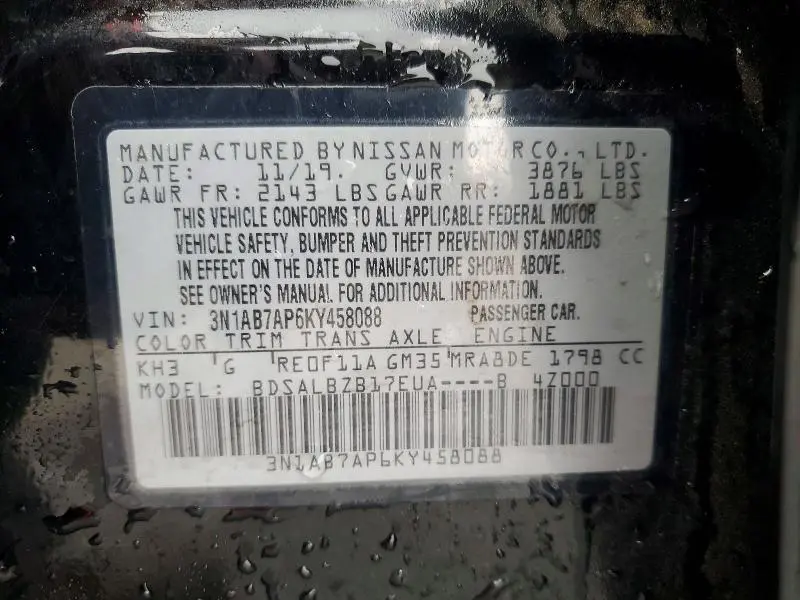 MANUFACTURED BY NISSAN MOTOR CO., LTD.
DATE: 11/19. GVWR: 3876 LBS
GAWR FR: 2143 LBS GAWR RR: 1881 LBS
THIS VEHICLE CONFORMS TO ALL APPLICABLE FEDERAL MOTOR
VEHICLE SAFETY, BUMPER AND THEFT PREVENTION STANDARDS
IN EFFECT ON THE DATE OF MANUFACTURE SHOWN ABOVE.
SEE OWNER'S MANUAL FOR ADDITIONAL INFORMATION.
VIN: 3N1AB7AP6KY458088 PASSENGER CAR.
COLOR TRIM TRANS AXLE ENGINE
KH3 G RE0F11A GM35 MRA8DE 1798 CC
MODEL: BDSALBZB17EUA----B 4Z000
3N1AB7AP6KY458088